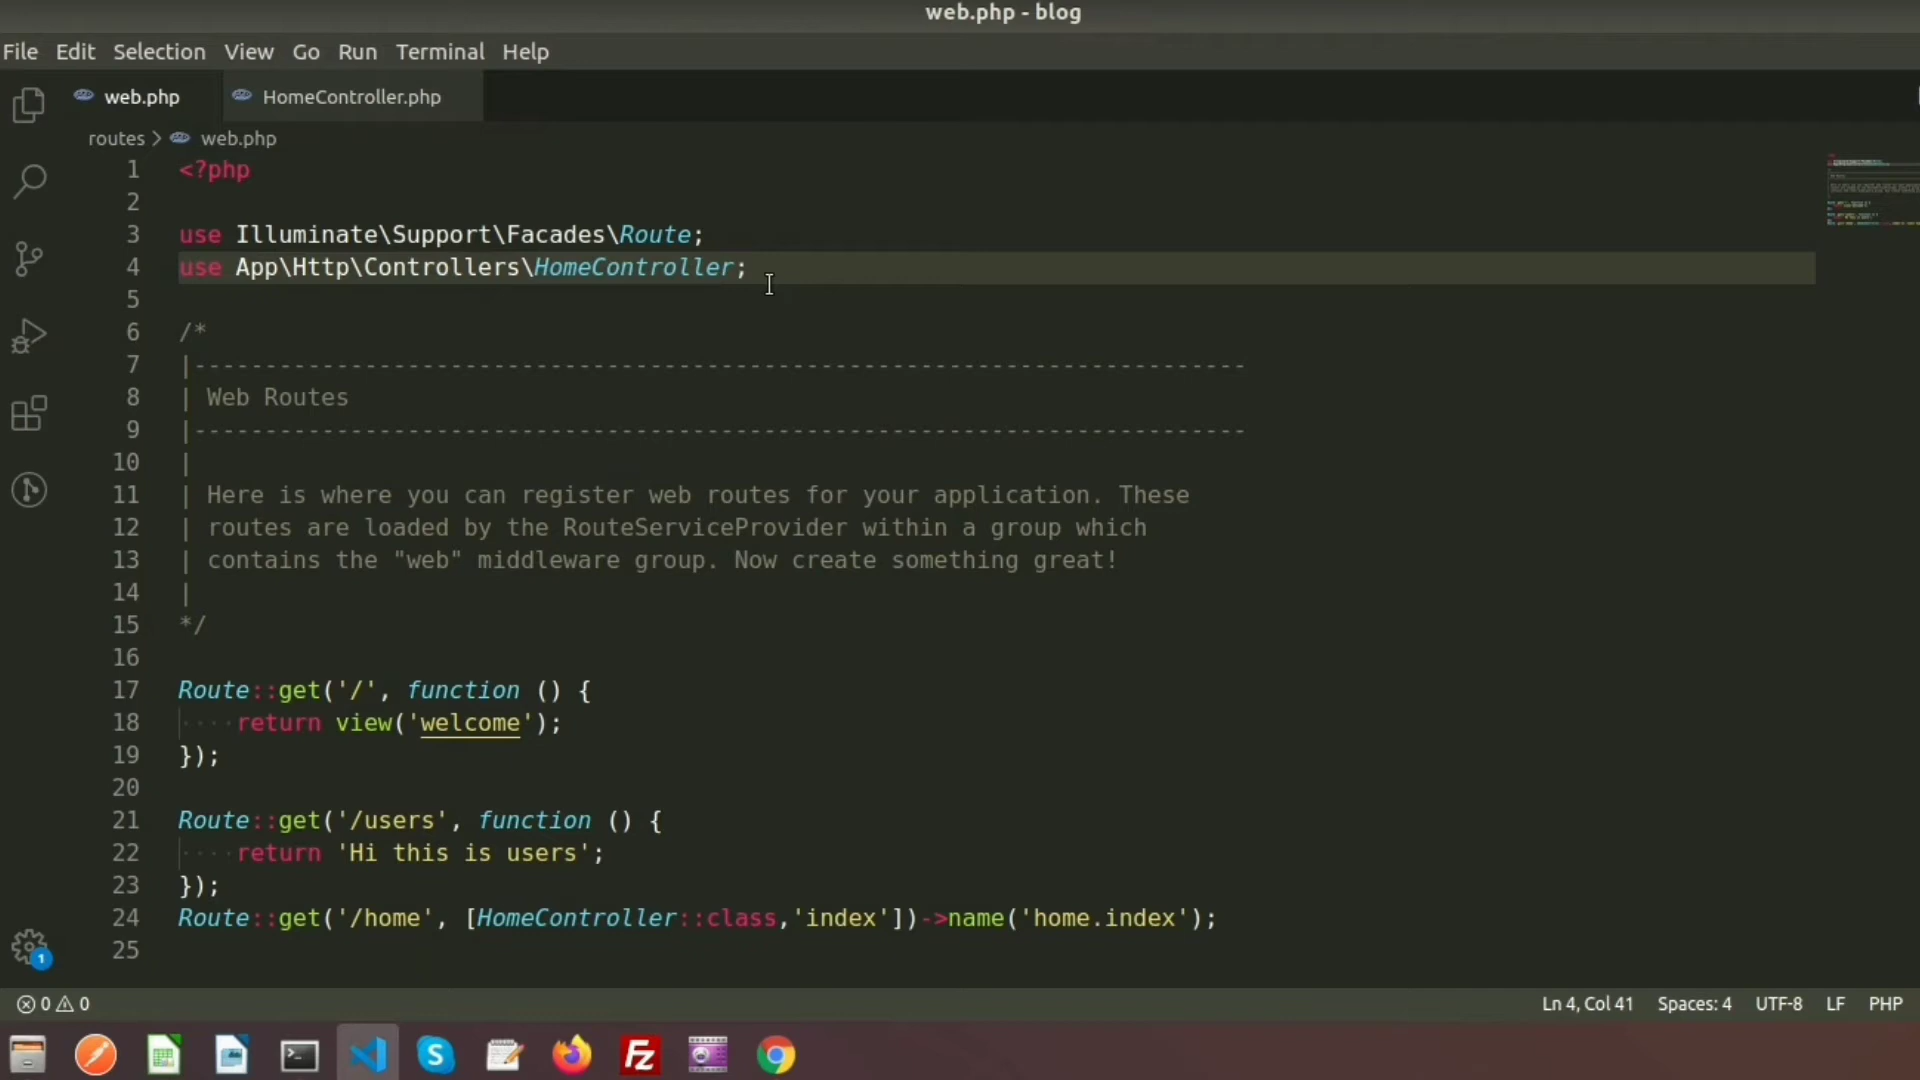 web.php - blog
File Edit Selection View Go Run Terminal Help
web.php HomeController.php
routes > web.php
1 <?php
2
3 use Illuminate\Support\Facades\Route;
4 use App\Http\Controllers\HomeController;
5
6 /*
7 |--------------------------------------------------------------------------
8 | Web Routes
9 |--------------------------------------------------------------------------
10 |
11 | Here is where you can register web routes for your application. These
12 | routes are loaded by the RouteServiceProvider within a group which
13 | contains the "web" middleware group. Now create something great!
14 |
15 */
16
17 Route::get('/', function () {
18 ····return view('welcome');
19 });
20
21 Route::get('/users', function () {
22 ····return 'Hi this is users';
23 });
24 Route::get('/home', [HomeController::class,'index'])->name('home.index');
25
1
0 0 Ln 4, Col 41 Spaces: 4 UTF-8 LF PHP
S Fz